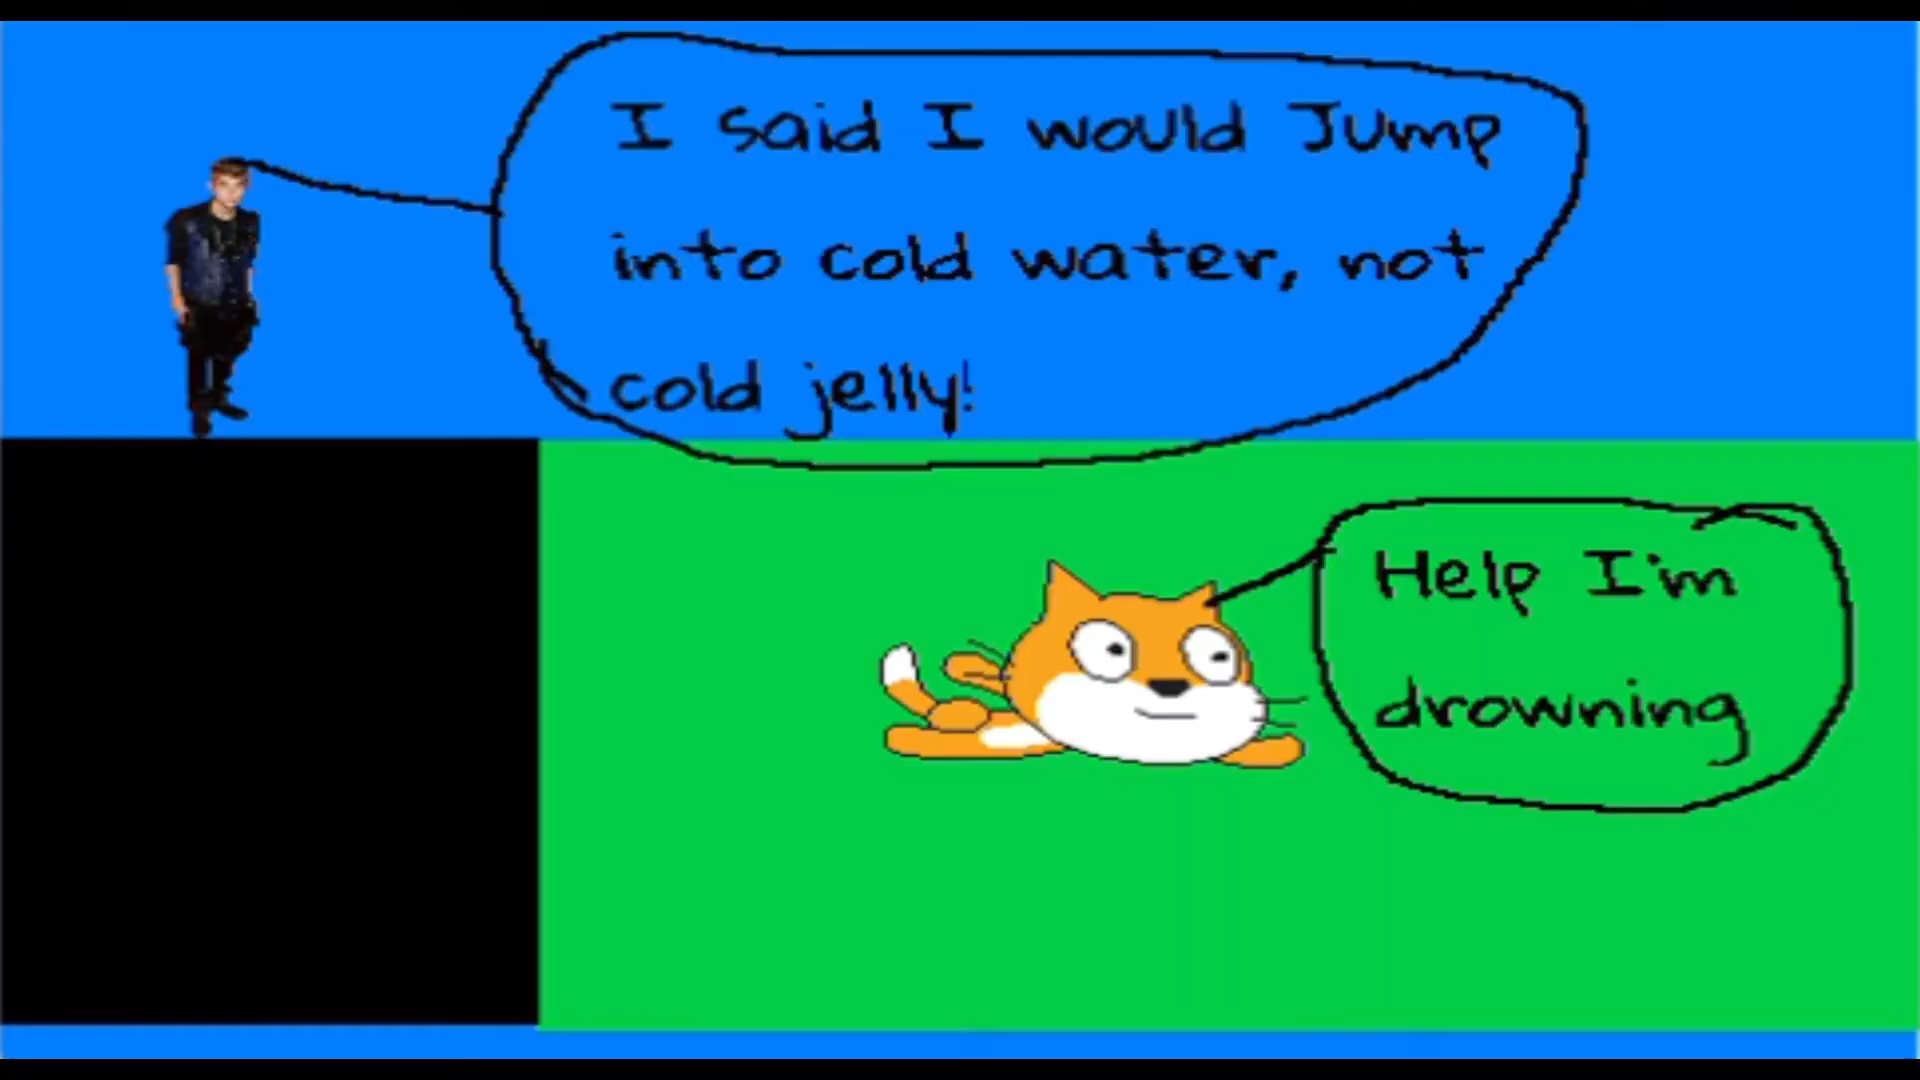 I said I would Jump
into cold water, not
cold jelly!
Help I'm
drowning